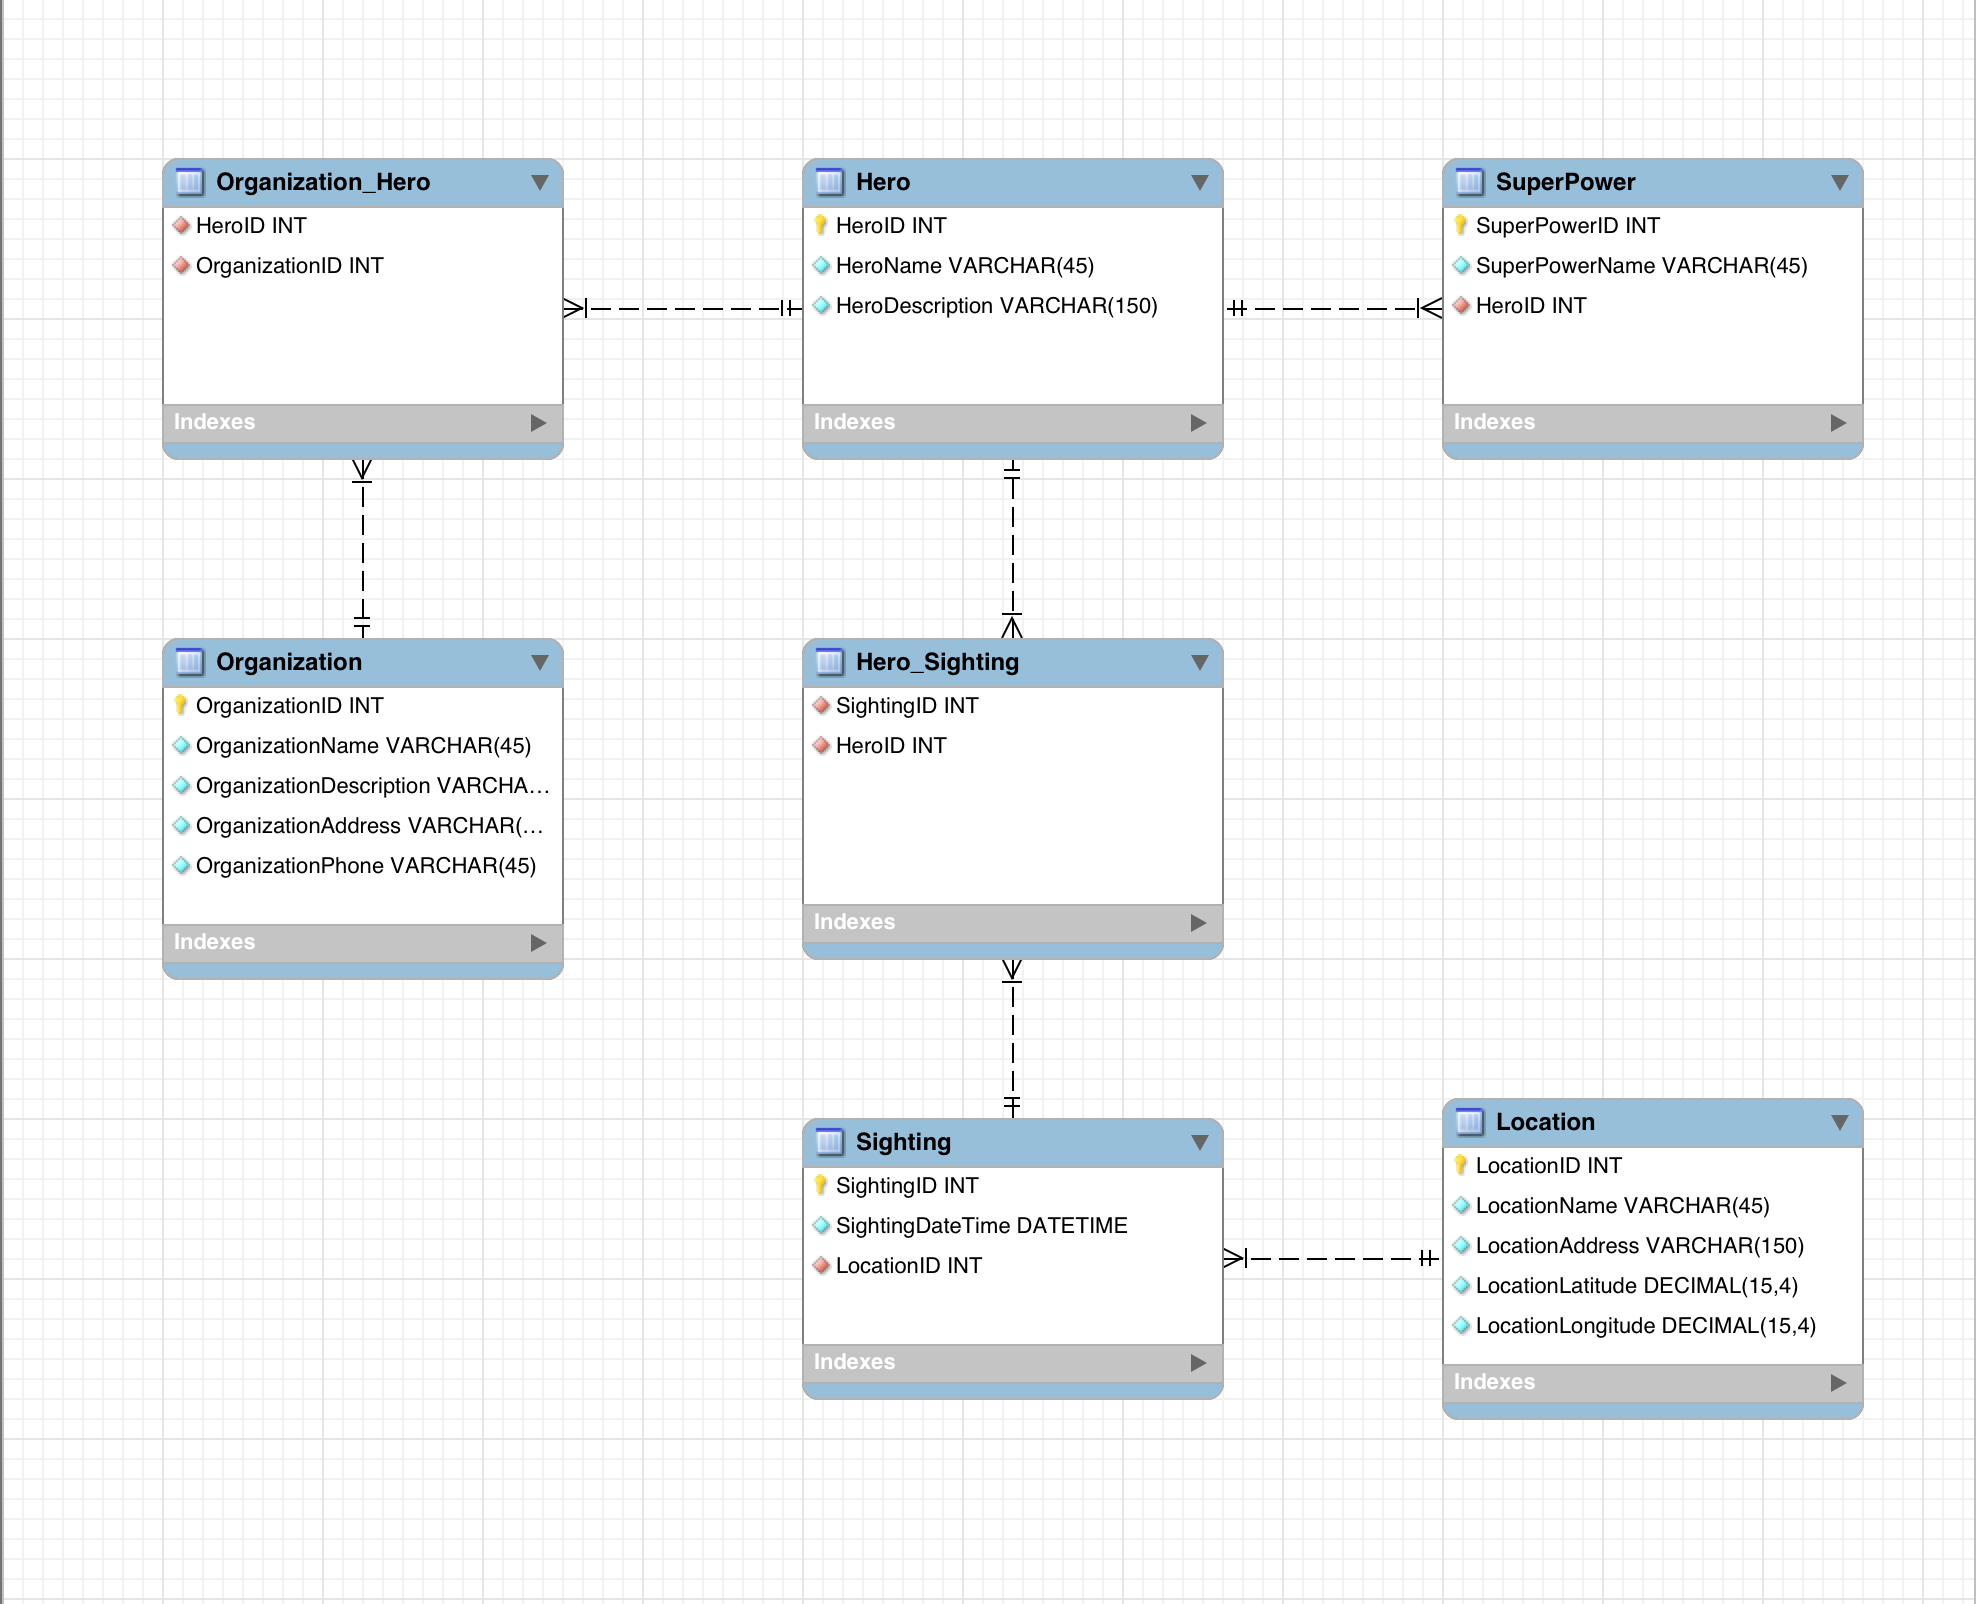 Organization_Hero
HeroID INT
OrganizationID INT
Indexes
Hero
HeroID INT
HeroName VARCHAR(45)
HeroDescription VARCHAR(150)
Indexes
SuperPower
SuperPowerID INT
SuperPowerName VARCHAR(45)
HeroID INT
Indexes
Organization
OrganizationID INT
OrganizationName VARCHAR(45)
OrganizationDescription VARCHA...
OrganizationAddress VARCHAR(...
OrganizationPhone VARCHAR(45)
Indexes
Hero_Sighting
SightingID INT
HeroID INT
Indexes
Sighting
SightingID INT
SightingDateTime DATETIME
LocationID INT
Indexes
Location
LocationID INT
LocationName VARCHAR(45)
LocationAddress VARCHAR(150)
LocationLatitude DECIMAL(15,4)
LocationLongitude DECIMAL(15,4)
Indexes